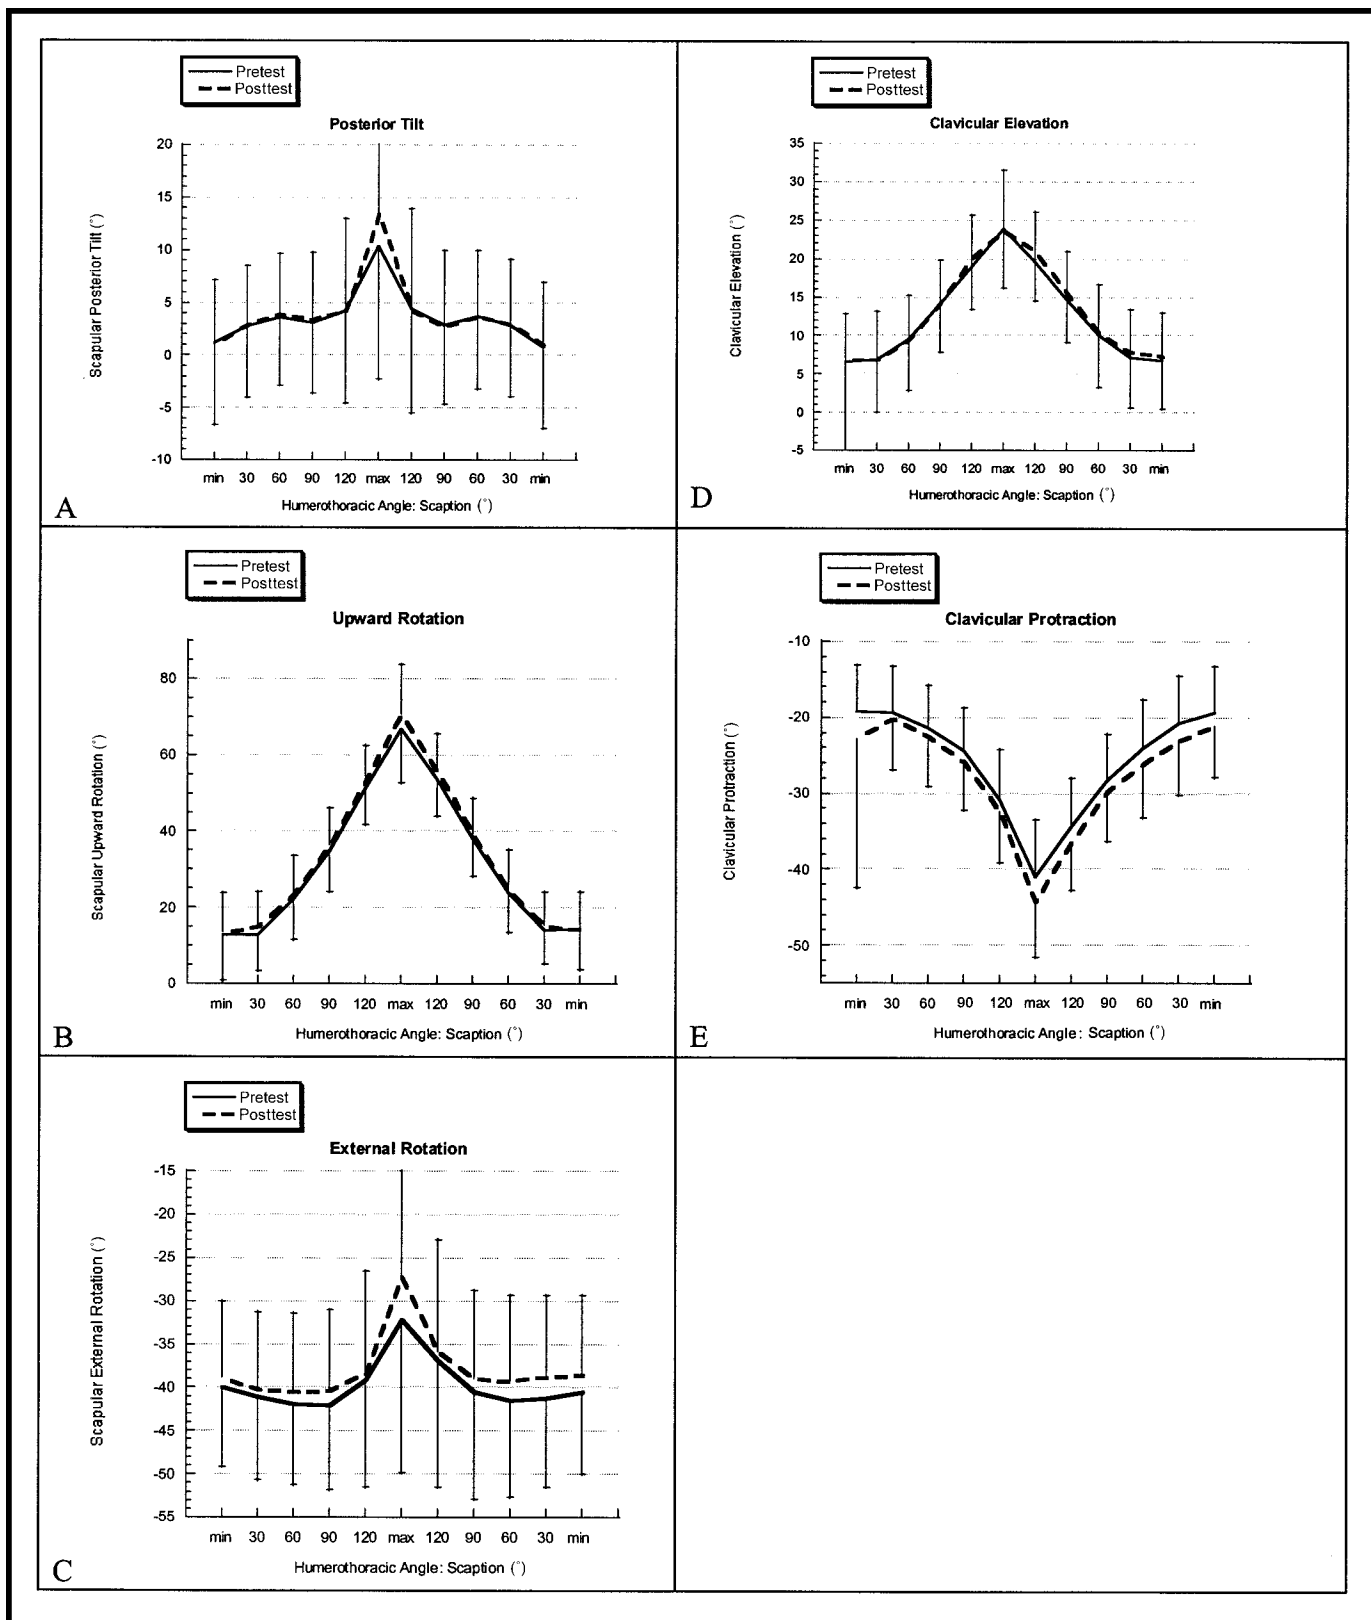 Pretest
Posttest
Posterior Tilt
Scapular Posterior Tilt (°)
20
15
10
5
0
-5
-10
min 30 60 90 120 max 120 90 60 30 min
Humerothoracic Angle: Scaption (°)
A
Pretest
Posttest
Clavicular Elevation
Clavicular Elevation (°)
35
30
25
20
15
10
5
0
-5
min 30 60 90 120 max 120 90 60 30 min
Humerothoracic Angle: Scaption (°)
D
Pretest
Posttest
Upward Rotation
Scapular Upward Rotation (°)
80
60
40
20
0
min 30 60 90 120 max 120 90 60 30 min
Humerothoracic Angle: Scaption (°)
B
Pretest
Posttest
Clavicular Protraction
Clavicular Protraction (°)
-10
-20
-30
-40
-50
min 30 60 90 120 max 120 90 60 30 min
Humerothoracic Angle: Scaption (°)
E
Pretest
Posttest
External Rotation
Scapular External Rotation (°)
-15
-20
-25
-30
-35
-40
-45
-50
-55
min 30 60 90 120 max 120 90 60 30 min
Humerothoracic Angle: Scaption (°)
C